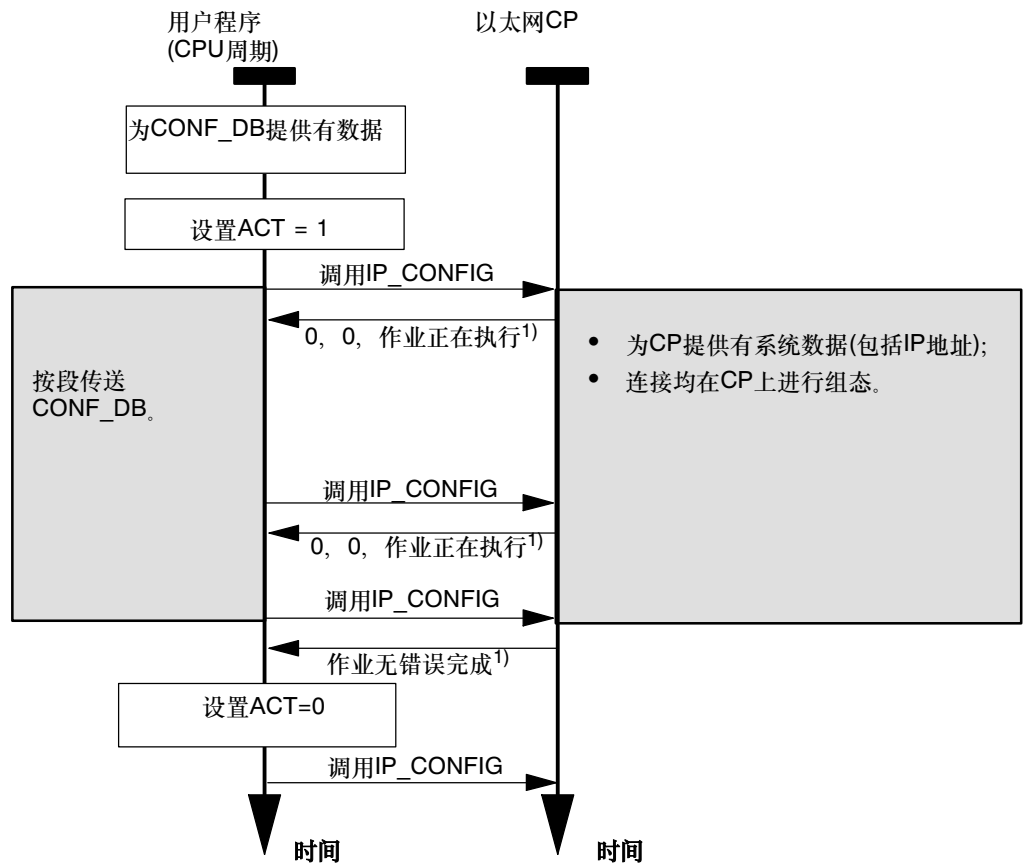 用户程序
(CPU周期)
以太网CP
为CONF_DB提供有数据
设置ACT = 1
调用IP_CONFIG
0, 0, 作业正在执行1)
按段传送
CONF_DB。
• 为CP提供有系统数据(包括IP地址);
• 连接均在CP上进行组态。
调用IP_CONFIG
0, 0, 作业正在执行1)
调用IP_CONFIG
作业无错误完成1)
设置ACT=0
调用IP_CONFIG
时间
时间